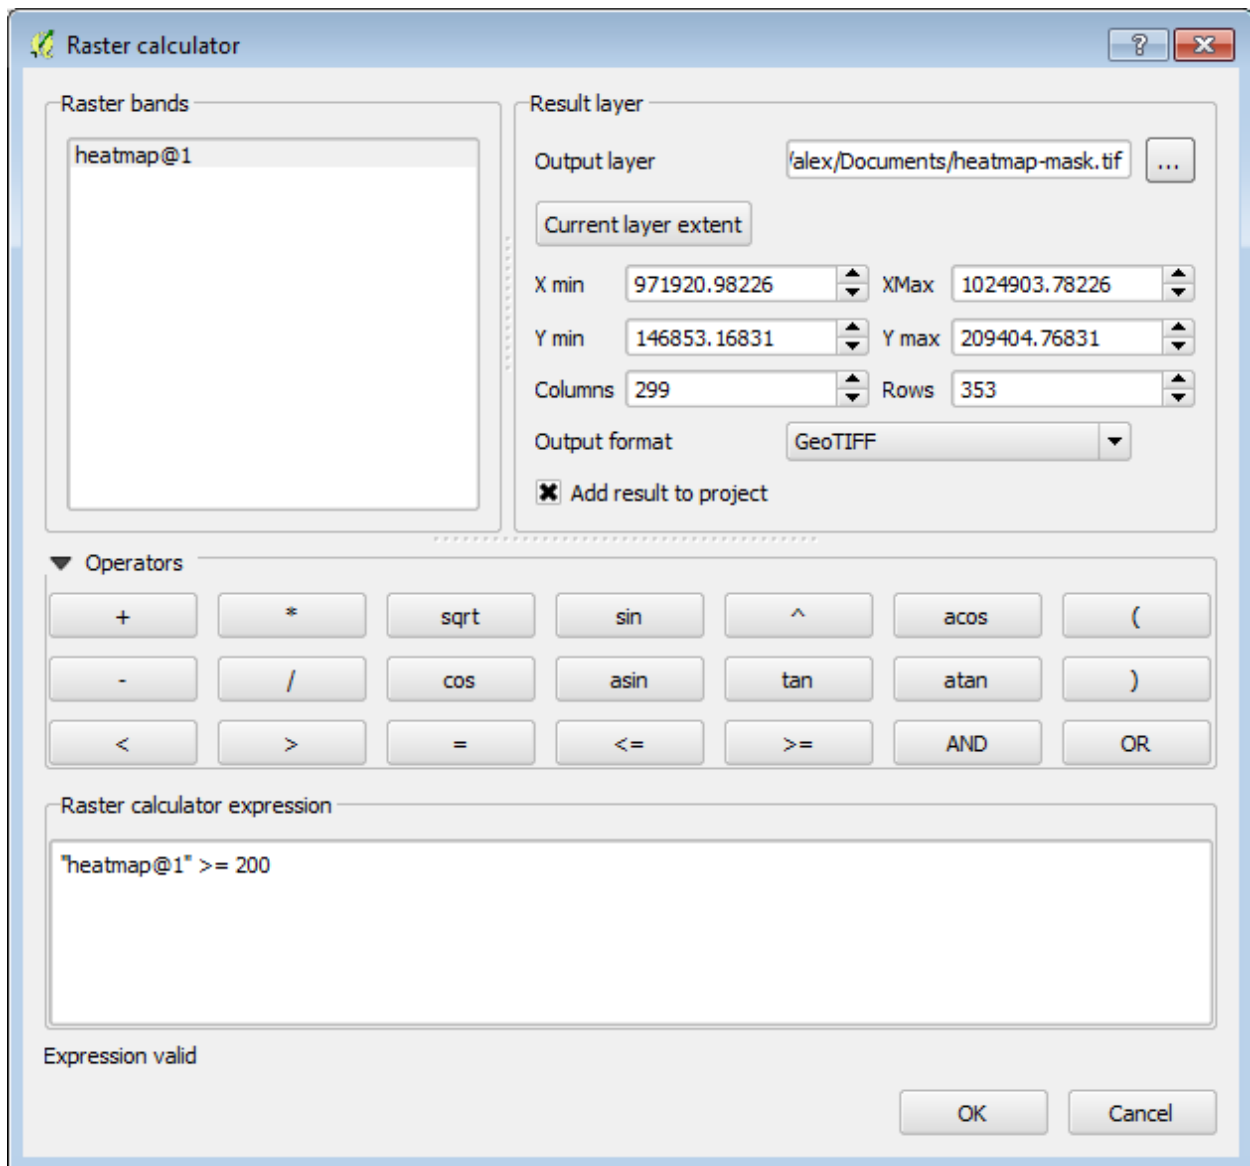 Raster calculator
Raster bands
heatmap@1
Result layer
Output layer /alex/Documents/heatmap-mask.tif ...
Current layer extent
X min 971920.98226 XMax 1024903.78226
Y min 146853.16831 Y max 209404.76831
Columns 299 Rows 353
Output format GeoTIFF
Add result to project
Operators
+ * sqrt sin ^ acos (
- / cos asin tan atan )
< > = <= >= AND OR
Raster calculator expression
"heatmap@1" >= 200
Expression valid
OK Cancel